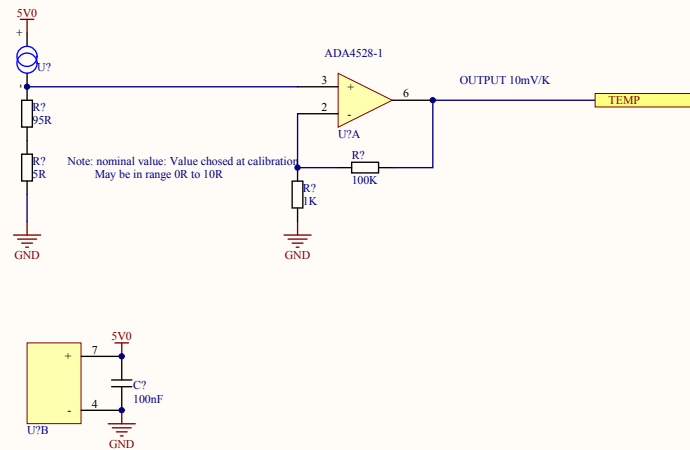 5V0
+
U?
R?
95R
R?
5R
GND
Note: nominal value: Value chosed at calibration
May be in range 0R to 10R
ADA4528-1
3
+
2
-
6
U?A
OUTPUT 10mV/K
TEMP
R?
100K
R?
1K
GND
5V0
+
7
-
4
U?B
C?
100nF
GND